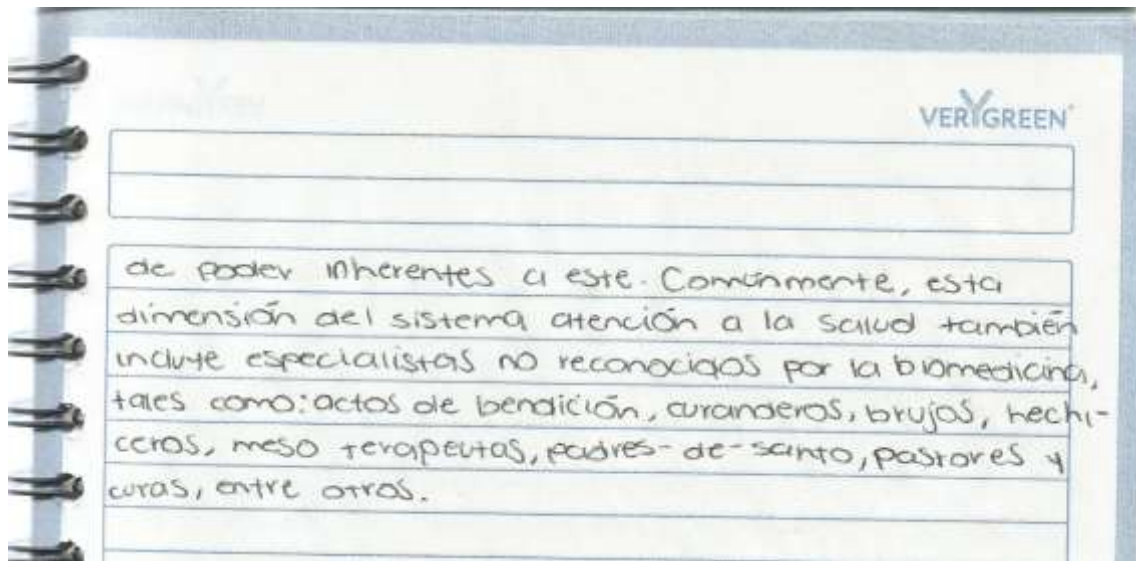 VERYGREEN
de poder inherentes a este. Comúnmente, esta
dimensión del sistema atención a la salud también
incluye especialistas no reconocidos por la biomedicina,
tales como: actos de bendición, curanderos, brujos, hechi-
ceros, meso terapeutas, padres-de-santo, pastores y
curas, entre otros.